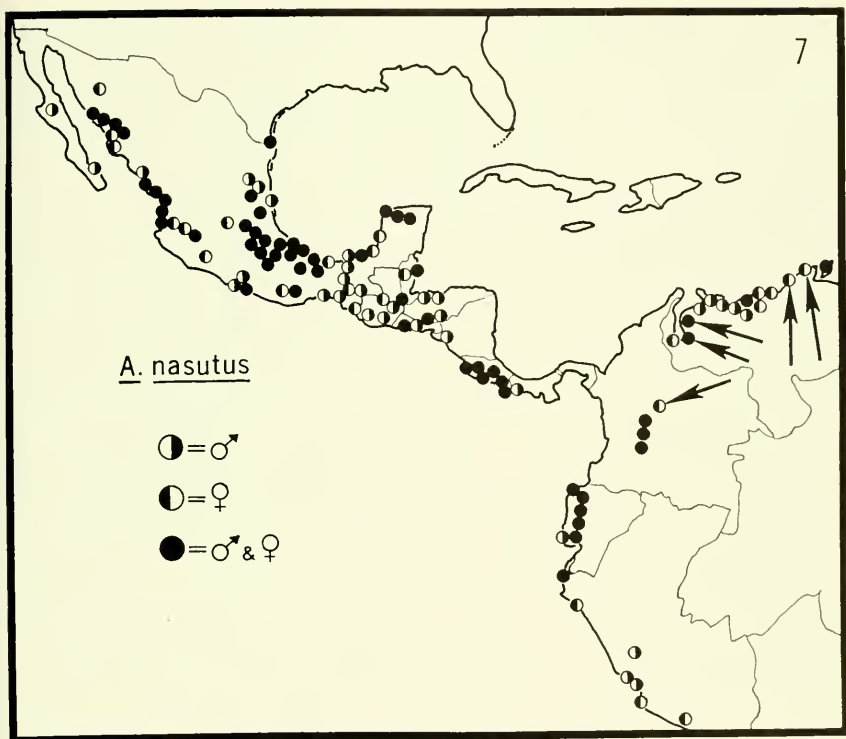 7
A. nasutus
= ♂
= ♀
= ♂ & ♀